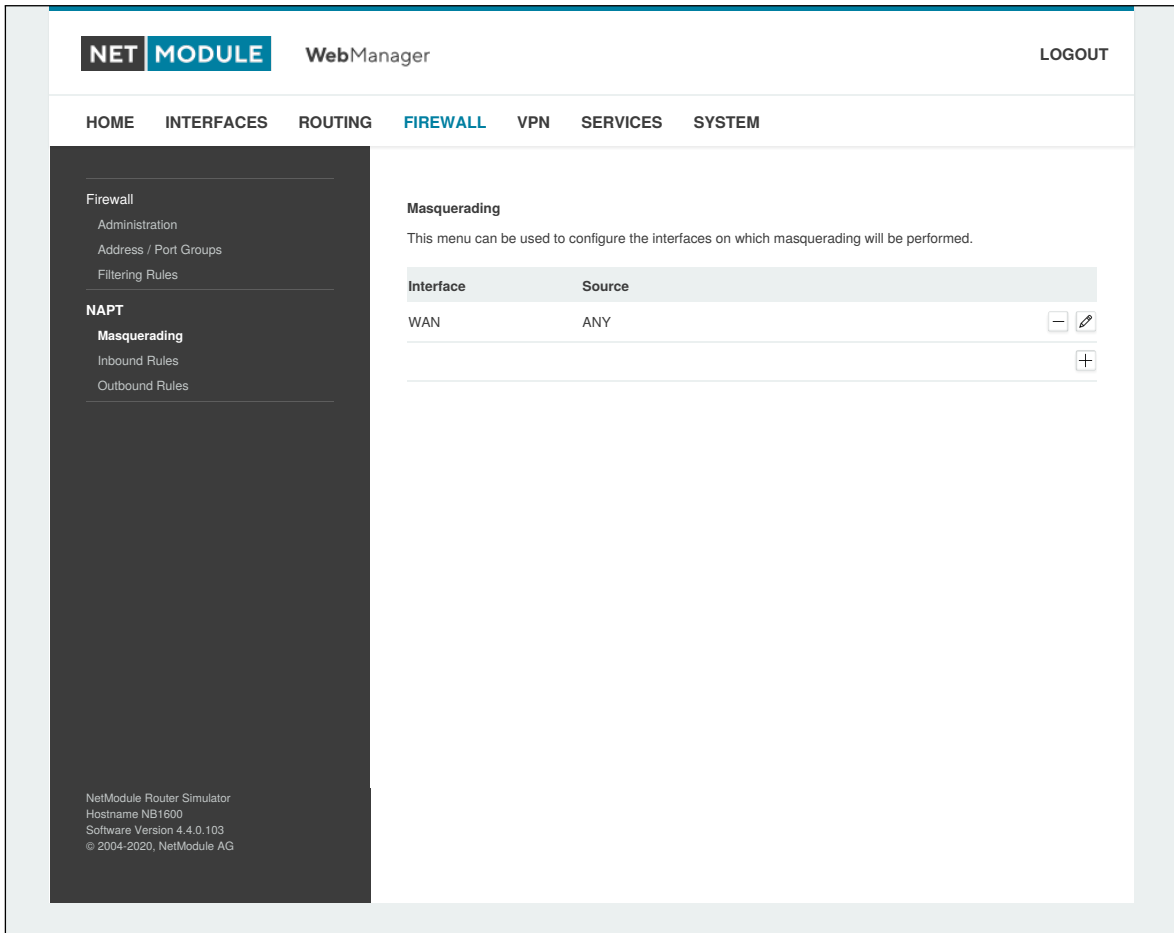 NET MODULE WebManager LOGOUT
HOME INTERFACES ROUTING FIREWALL VPN SERVICES SYSTEM
Firewall
Administration
Address / Port Groups
Filtering Rules
NAPT
Masquerading
Inbound Rules
Outbound Rules
Masquerading
This menu can be used to configure the interfaces on which masquerading will be performed.
Interface Source
WAN ANY
NetModule Router Simulator
Hostname NB1600
Software Version 4.4.0.103
© 2004-2020, NetModule AG